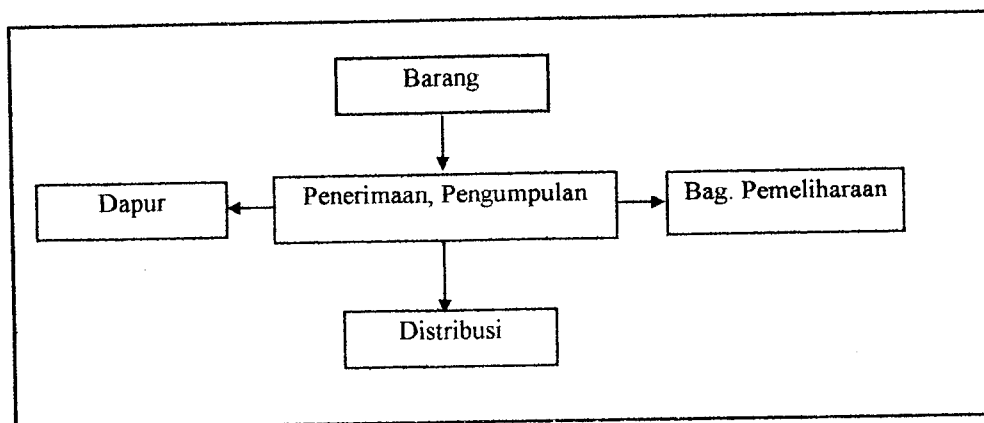 Barang
Dapur
Penerimaan, Pengumpulan
Bag. Pemeliharaan
Distribusi